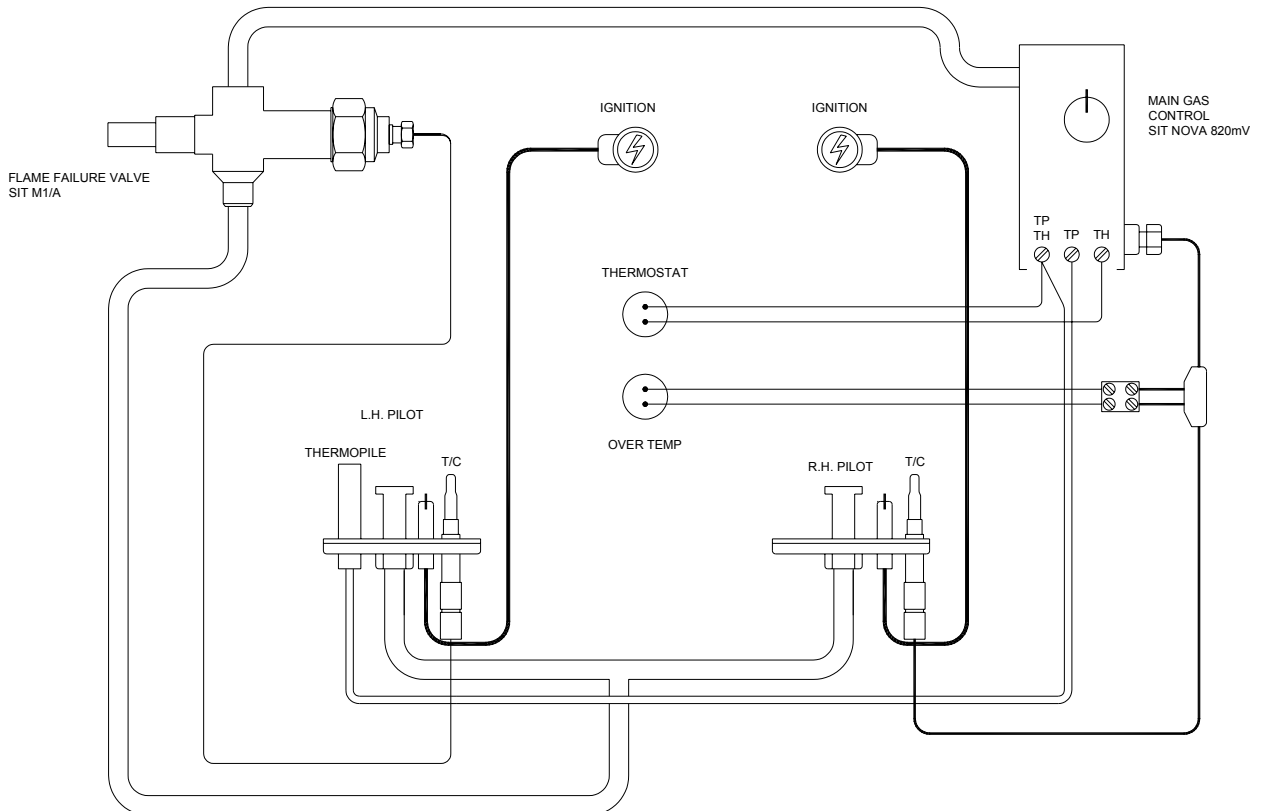 IGNITION
IGNITION
MAIN GAS
CONTROL
SIT NOVA 820mV
FLAME FAILURE VALVE
SIT M1/A
TP
TH
TP
TH
THERMOSTAT
L.H. PILOT
OVER TEMP
THERMOPILE
T/C
R.H. PILOT
T/C